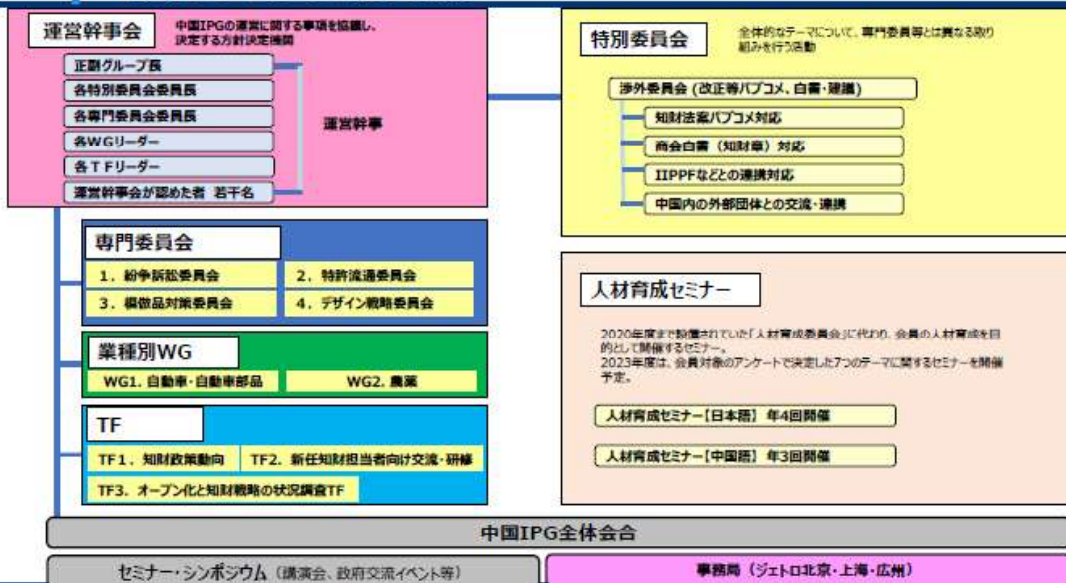 運営幹事会
中国IPGの運営に関する事項を協議し、
決定する方針決定機関
正副グループ長
各特別委員会委員長
各専門委員会委員長
各WGリーダー
各TFリーダー
運営幹事会が認めた者 若干名
運営幹事
特別委員会
全体的なテーマについて、専門委員等とは異なる取り
組みを行う活動
渉外委員会 (改正等パブコメ、白書・建議)
知財法案パブコメ対応
商会白書（知財章）対応
IIPPFなどとの連携対応
中国内の外部団体との交流・連携
専門委員会
1. 紛争訴訟委員会
2. 特許流通委員会
3. 模倣品対策委員会
4. デザイン戦略委員会
業種別WG
WG1. 自動車・自動車部品
WG2. 農薬
TF
TF1. 知財政策動向
TF2. 新任知財担当者向け交流・研修
TF3. オープン化と知財戦略の状況調査TF
人材育成セミナー
2020年度まで設置されていた「人材育成委員会」に代わり、会員の人材育成を目
的として開催するセミナー。
2023年度は、会員対象のアンケートで決定した7つのテーマに関するセミナーを開催
予定。
人材育成セミナー【日本語】 年4回開催
人材育成セミナー【中国語】 年3回開催
中国IPG全体会合
セミナー・シンポジウム（講演会、政府交流イベント等）
事務局（ジェトロ北京・上海・広州）